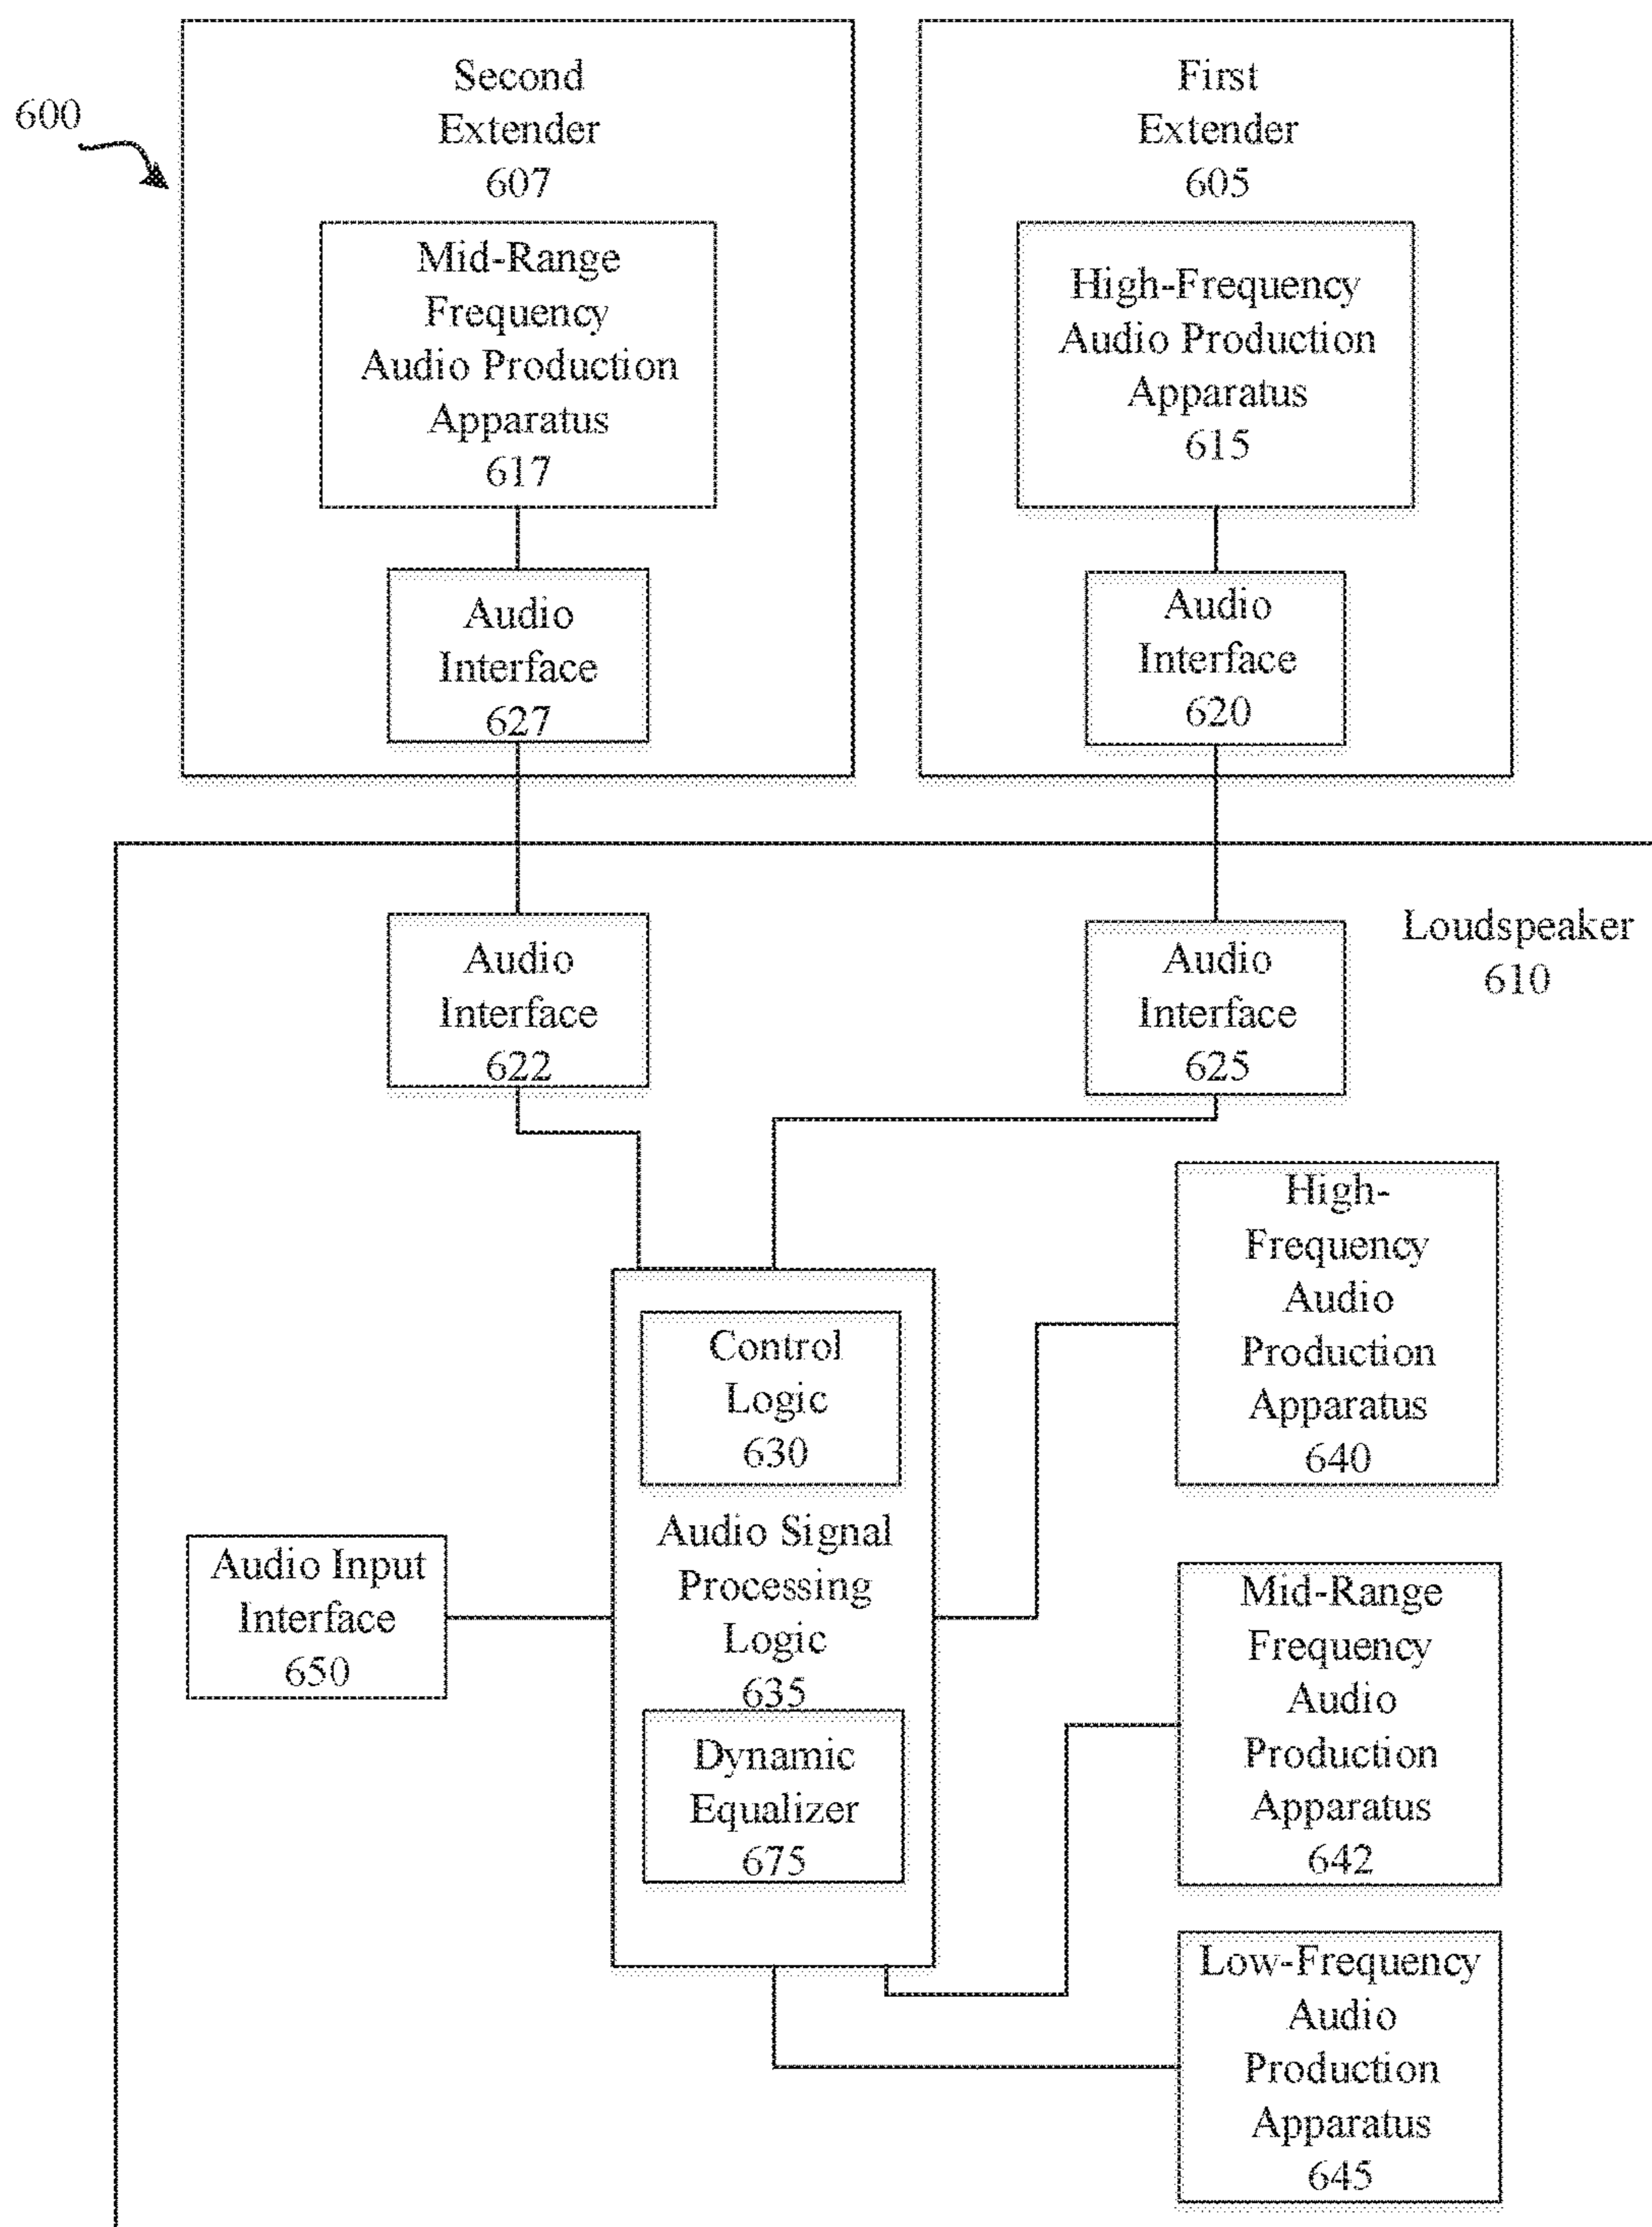 600
Second
Extender
607
Mid-Range
Frequency
Audio Production
Apparatus
617
Audio
Interface
627
First
Extender
605
High-Frequency
Audio Production
Apparatus
615
Audio
Interface
620
Loudspeaker
610
Audio
Interface
622
Audio
Interface
625
Control
Logic
630
Audio Signal
Processing
Logic
635
Dynamic
Equalizer
675
Audio Input
Interface
650
High-
Frequency
Audio
Production
Apparatus
640
Mid-Range
Frequency
Audio
Production
Apparatus
642
Low-Frequency
Audio
Production
Apparatus
645